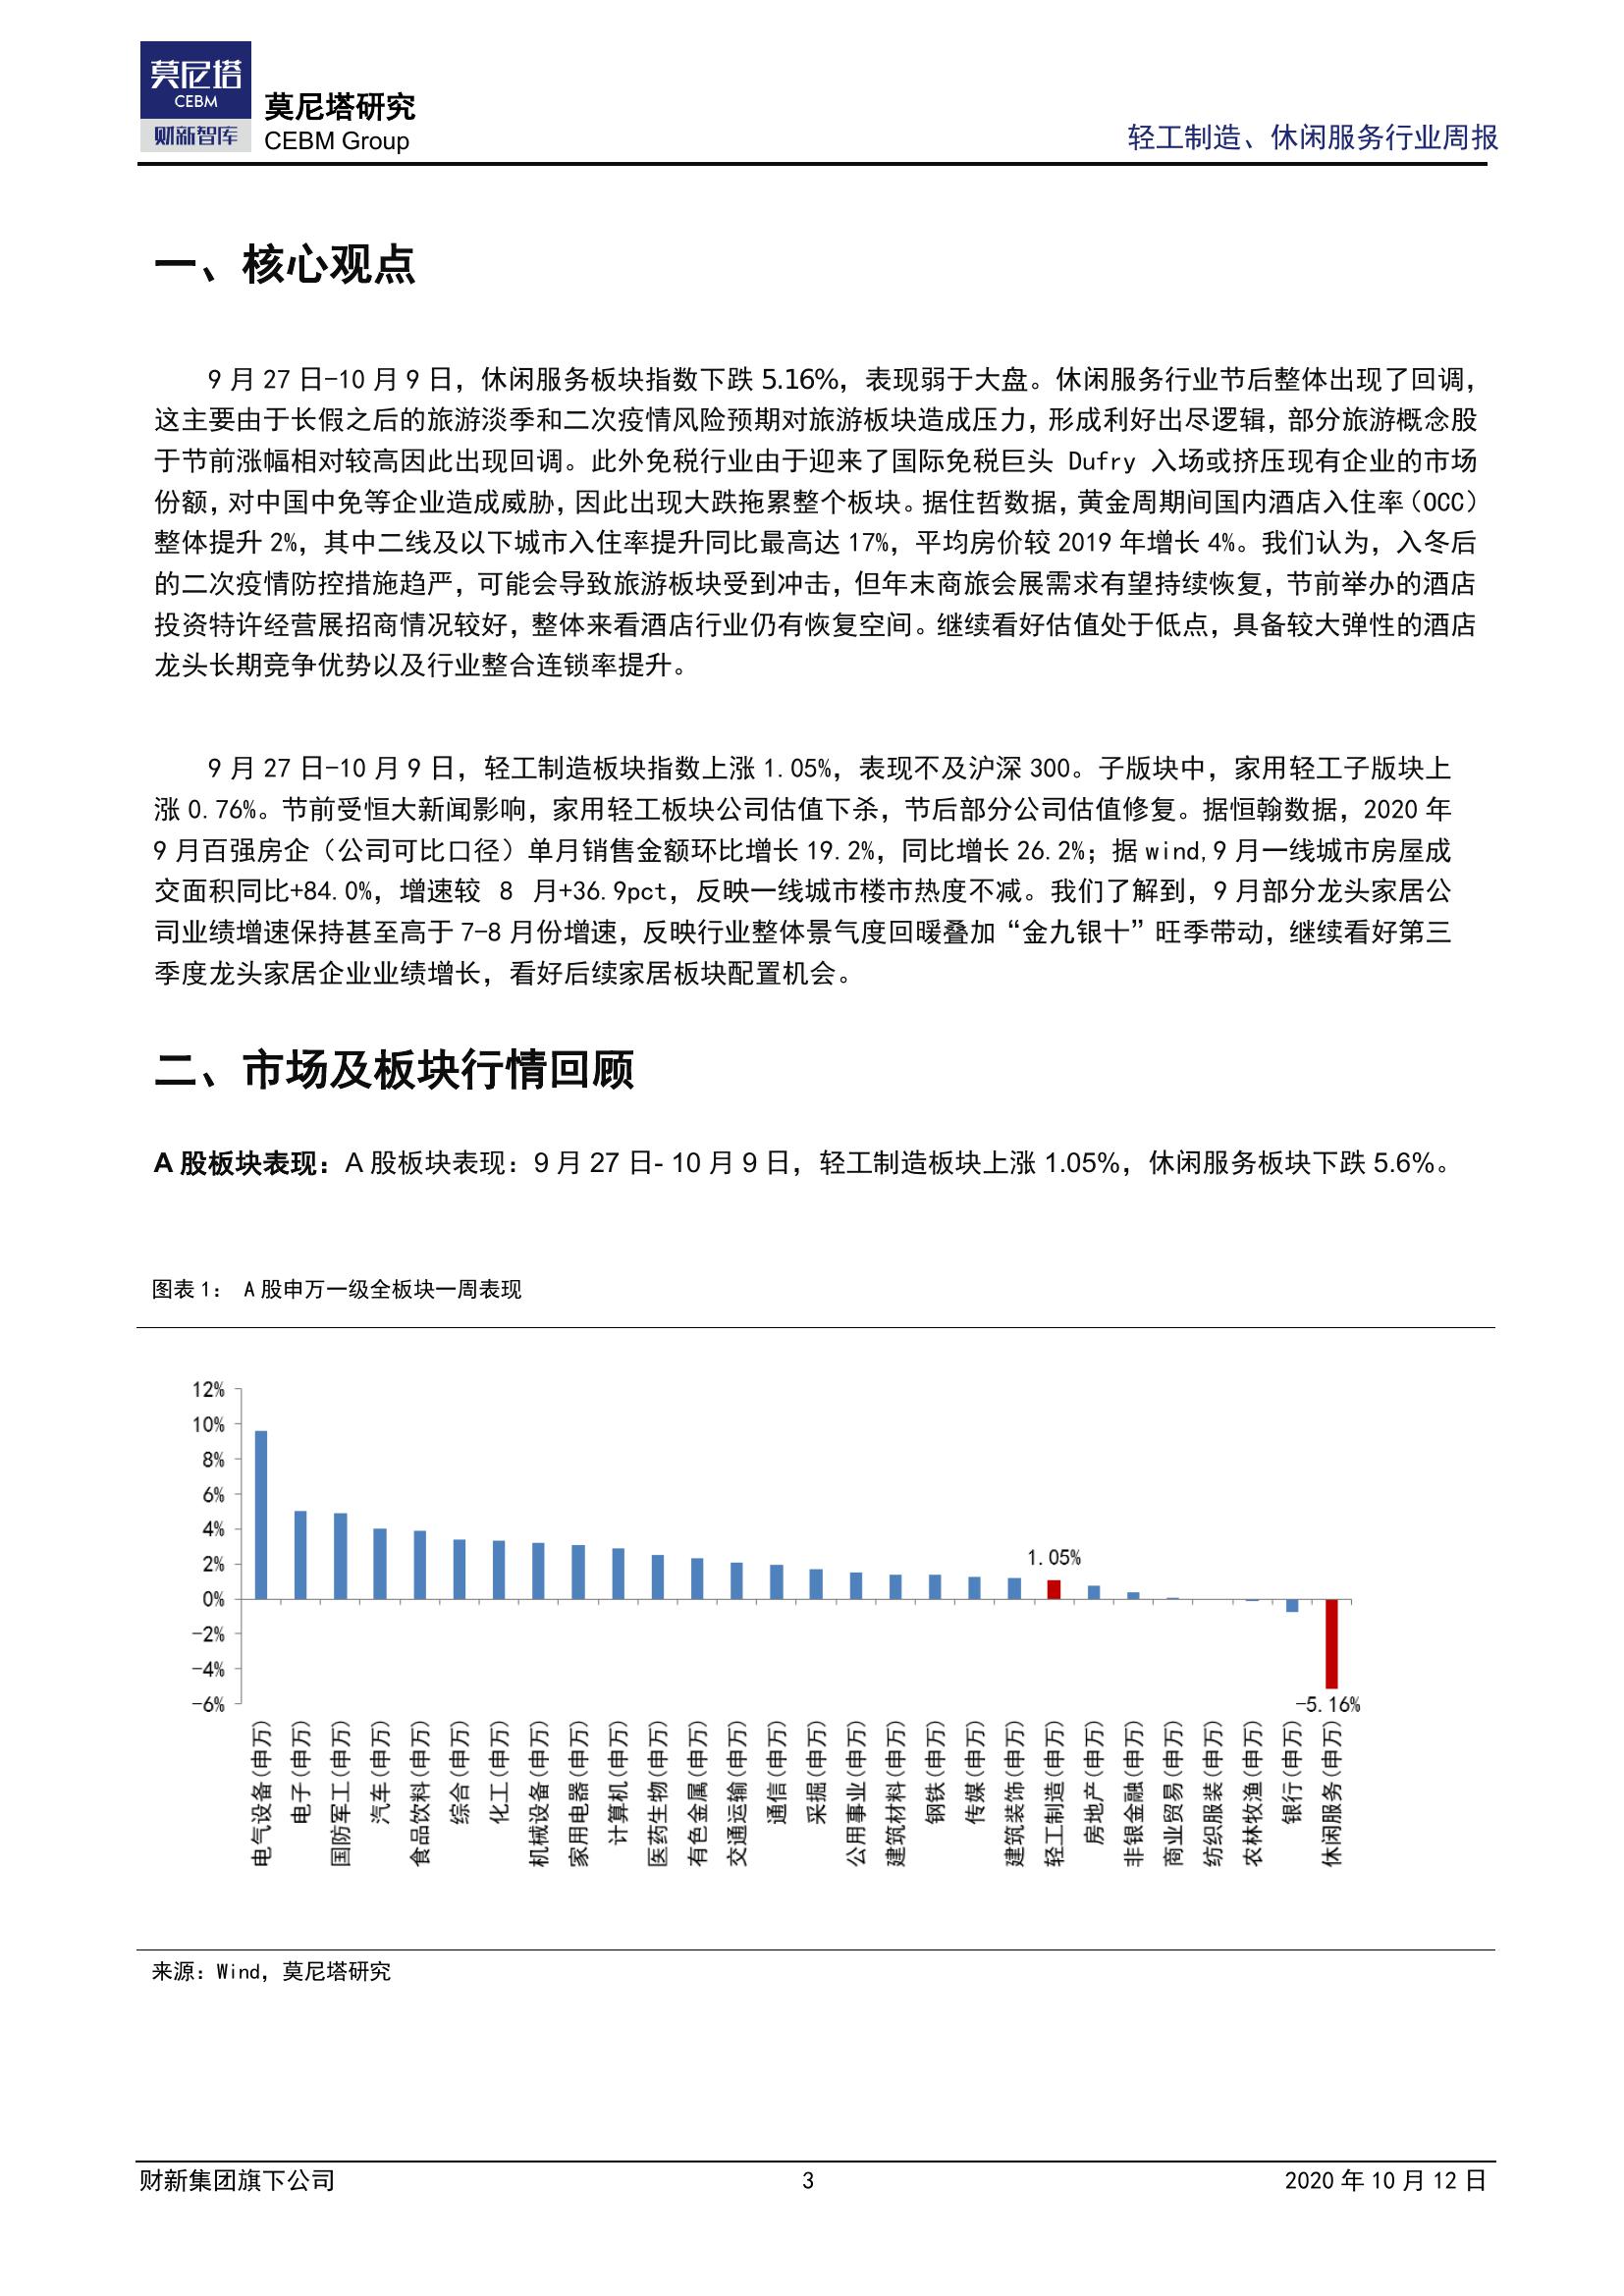 莫尼塔
CEBM
财新智库
莫尼塔研究
CEBM Group
轻工制造、休闲服务行业周报
一、核心观点
9 月 27 日-10 月 9 日，休闲服务板块指数下跌 5.16%，表现弱于大盘。休闲服务行业节后整体出现了回调，
这主要由于长假之后的旅游淡季和二次疫情风险预期对旅游板块造成压力，形成利好出尽逻辑，部分旅游概念股
于节前涨幅相对较高因此出现回调。此外免税行业由于迎来了国际免税巨头 Dufry 入场或挤压现有企业的市场
份额，对中国中免等企业造成威胁，因此出现大跌拖累整个板块。据住哲数据，黄金周期间国内酒店入住率（OCC）
整体提升 2%，其中二线及以下城市入住率提升同比最高达 17%，平均房价较 2019 年增长 4%。我们认为，入冬后
的二次疫情防控措施趋严，可能会导致旅游板块受到冲击，但年末商旅会展需求有望持续恢复，节前举办的酒店
投资特许经营展招商情况较好，整体来看酒店行业仍有恢复空间。继续看好估值处于低点，具备较大弹性的酒店
龙头长期竞争优势以及行业整合连锁率提升。
9 月 27 日-10 月 9 日，轻工制造板块指数上涨 1.05%，表现不及沪深 300。子版块中，家用轻工子版块上
涨 0.76%。节前受恒大新闻影响，家用轻工板块公司估值下杀，节后部分公司估值修复。据恒翰数据，2020 年
9 月百强房企（公司可比口径）单月销售金额环比增长 19.2%，同比增长 26.2%；据 wind,9 月一线城市房屋成
交面积同比+84.0%，增速较 8 月+36.9pct，反映一线城市楼市热度不减。我们了解到，9 月部分龙头家居公
司业绩增速保持甚至高于 7-8 月份增速，反映行业整体景气度回暖叠加“金九银十”旺季带动，继续看好第三
季度龙头家居企业业绩增长，看好后续家居板块配置机会。
二、市场及板块行情回顾
A 股板块表现：A 股板块表现：9 月 27 日- 10 月 9 日，轻工制造板块上涨 1.05%，休闲服务板块下跌 5.6%。
图表 1： A 股申万一级全板块一周表现
12%
10%
8%
6%
4%
2%
0%
-2%
-4%
-6%
1.05%
-5.16%
电气设备(申万)
电子(申万)
国防军工(申万)
汽车(申万)
食品饮料(申万)
综合(申万)
化工(申万)
机械设备(申万)
家用电器(申万)
计算机(申万)
医药生物(申万)
有色金属(申万)
交通运输(申万)
通信(申万)
采掘(申万)
公用事业(申万)
建筑材料(申万)
钢铁(申万)
传媒(申万)
建筑装饰(申万)
轻工制造(申万)
房地产(申万)
非银金融(申万)
商业贸易(申万)
纺织服装(申万)
农林牧渔(申万)
银行(申万)
休闲服务(申万)
来源：Wind，莫尼塔研究
财新集团旗下公司
3
2020 年 10 月 12 日